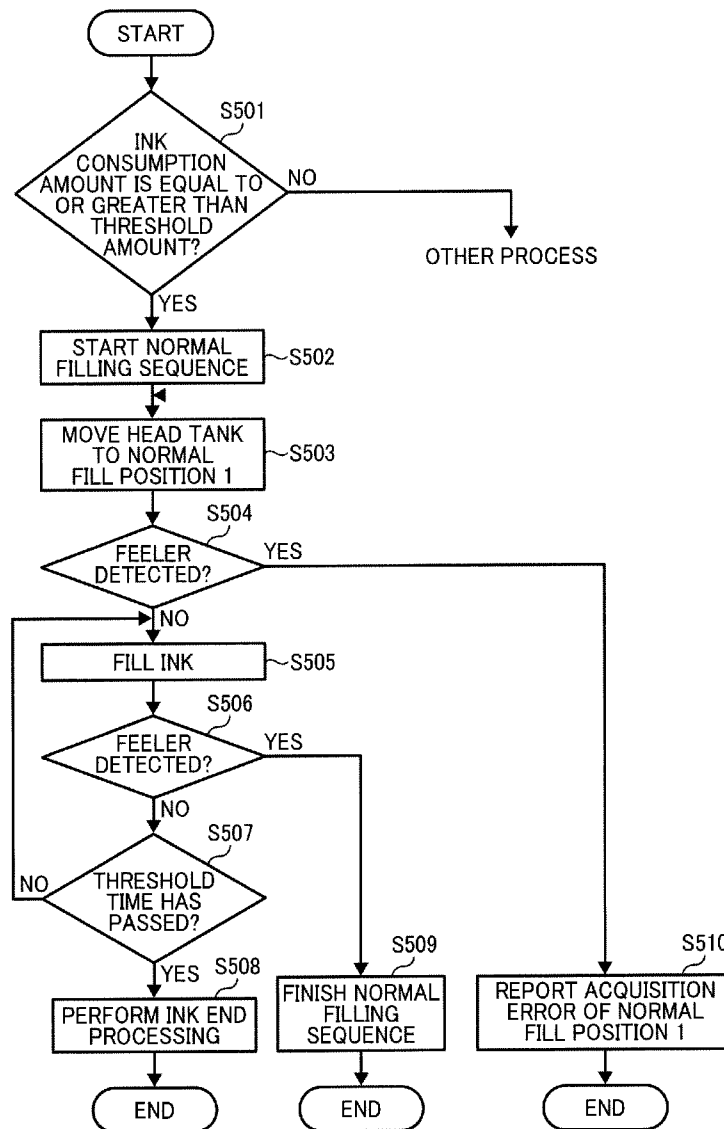 START
S501
INK
CONSUMPTION
AMOUNT IS EQUAL TO
OR GREATER THAN
THRESHOLD
AMOUNT?
NO
OTHER PROCESS
YES
START NORMAL
FILLING SEQUENCE
S502
MOVE HEAD TANK
TO NORMAL
FILL POSITION 1
S503
S504
FEELER
DETECTED?
YES
NO
FILL INK
S505
S506
FEELER
DETECTED?
YES
NO
S507
THRESHOLD
TIME HAS
PASSED?
NO
YES
S508
PERFORM INK END
PROCESSING
END
S509
FINISH NORMAL
FILLING
SEQUENCE
END
S510
REPORT ACQUISITION
ERROR OF NORMAL
FILL POSITION 1
END